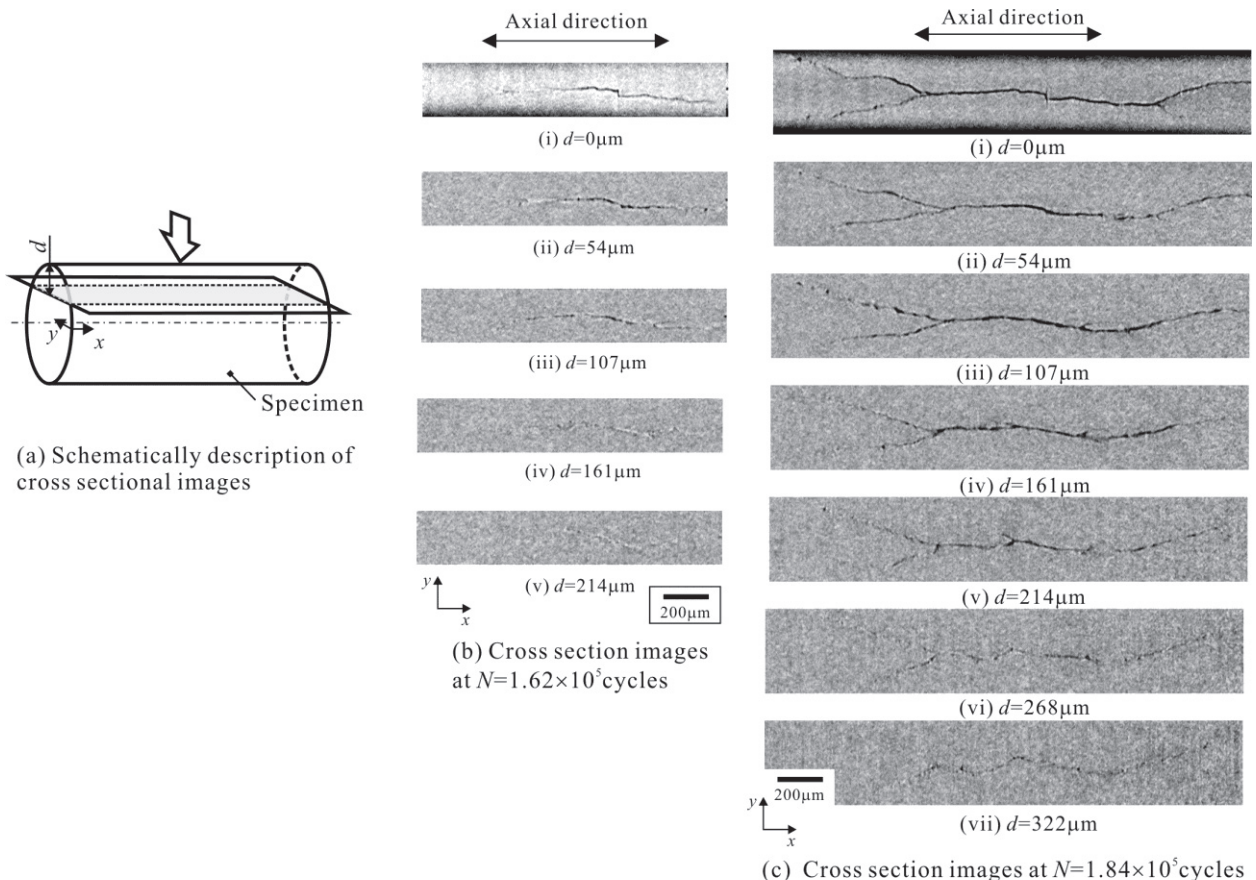 d
y
x
Specimen
(a) Schematically description of
cross sectional images
Axial direction
(i) d=0μm
(ii) d=54μm
(iii) d=107μm
(iv) d=161μm
(v) d=214μm
y
x
200μm
(b) Cross section images
at N=1.62×10⁵cycles
Axial direction
(i) d=0μm
(ii) d=54μm
(iii) d=107μm
(iv) d=161μm
(v) d=214μm
(vi) d=268μm
200μm
y
x
(vii) d=322μm
(c) Cross section images at N=1.84×10⁵cycles